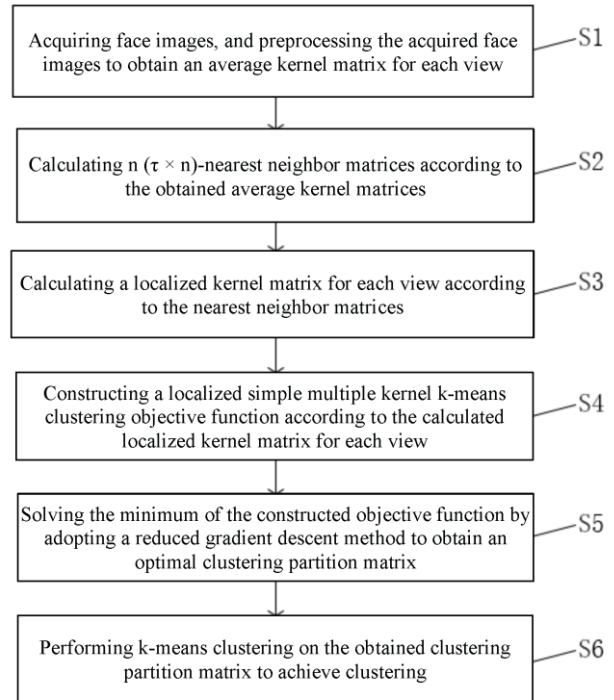 Acquiring face images, and preprocessing the acquired face
images to obtain an average kernel matrix for each view
S1
Calculating n (τ × n)-nearest neighbor matrices according to
the obtained average kernel matrices
S2
Calculating a localized kernel matrix for each view according
to the nearest neighbor matrices
S3
Constructing a localized simple multiple kernel k-means
clustering objective function according to the calculated
localized kernel matrix for each view
S4
Solving the minimum of the constructed objective function by
adopting a reduced gradient descent method to obtain an
optimal clustering partition matrix
S5
Performing k-means clustering on the obtained clustering
partition matrix to achieve clustering
S6